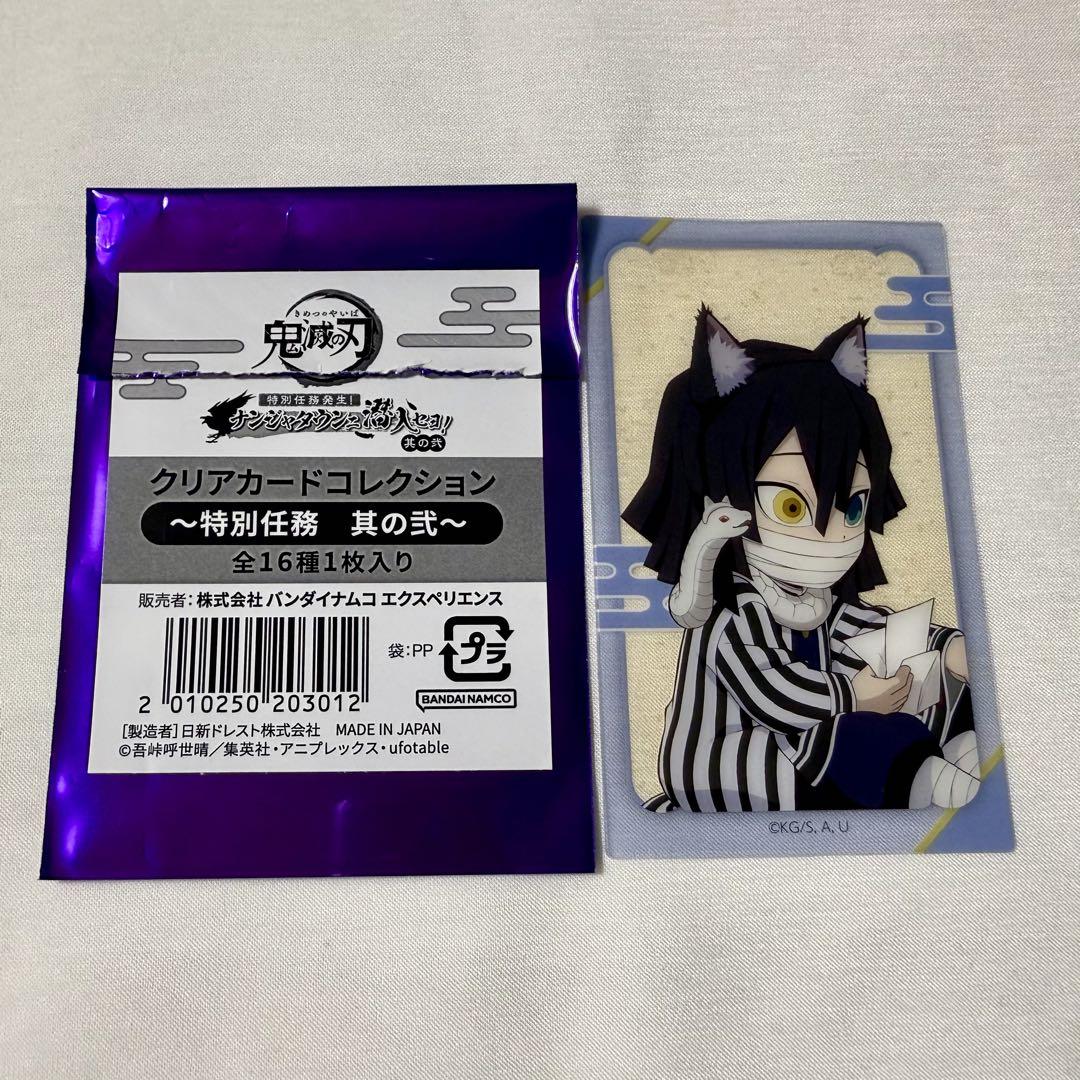 きめつのやいば
鬼滅の刃
特別任務発生!
ナンジャタウンニ潜入セヨ!
其の弐
クリアカードコレクション
～特別任務 其の弐～
全16種1枚入り
販売者：株式会社 バンダイナムコ エクスペリエンス
袋：PP
プラ
2 010250 203012
BANDAI NAMCO
[製造者]日新ドレスト株式会社 MADE IN JAPAN
©吾峠呼世晴／集英社・アニプレックス・ufotable
©KG/S, A, U